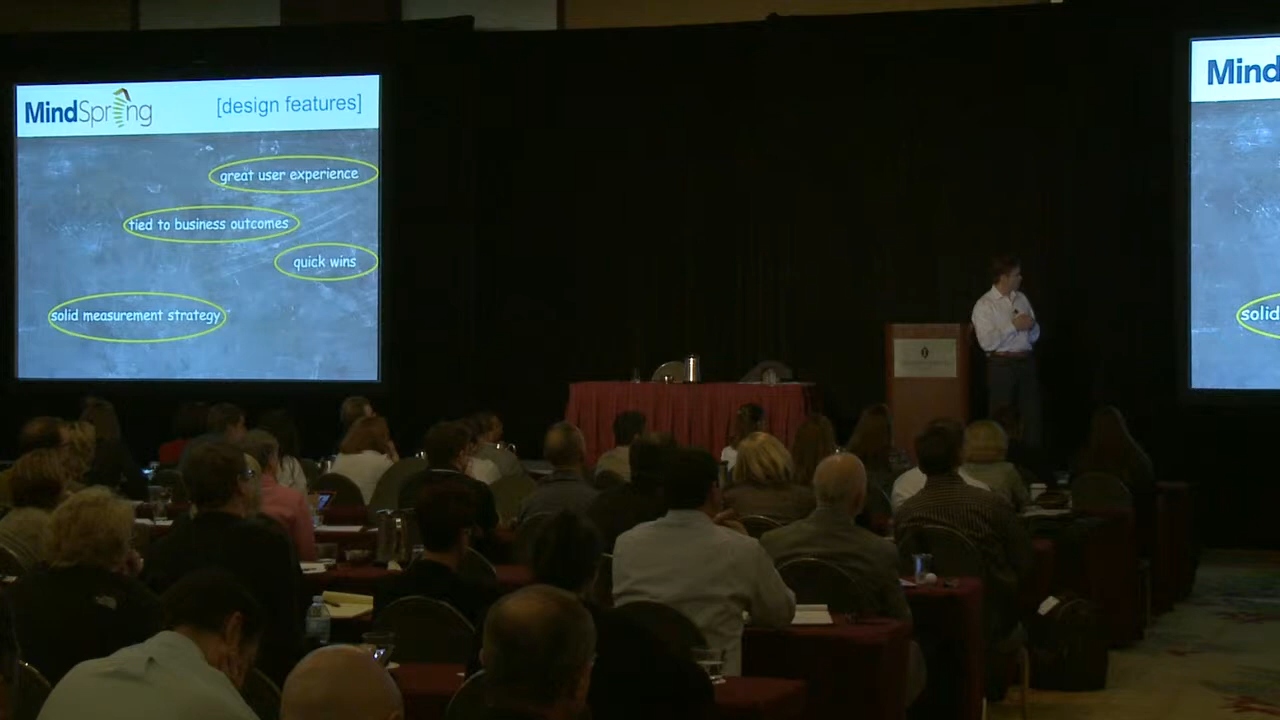 MindSpring
[design features]
great user experience
tied to business outcomes
quick wins
solid measurement strategy
Mind
solid